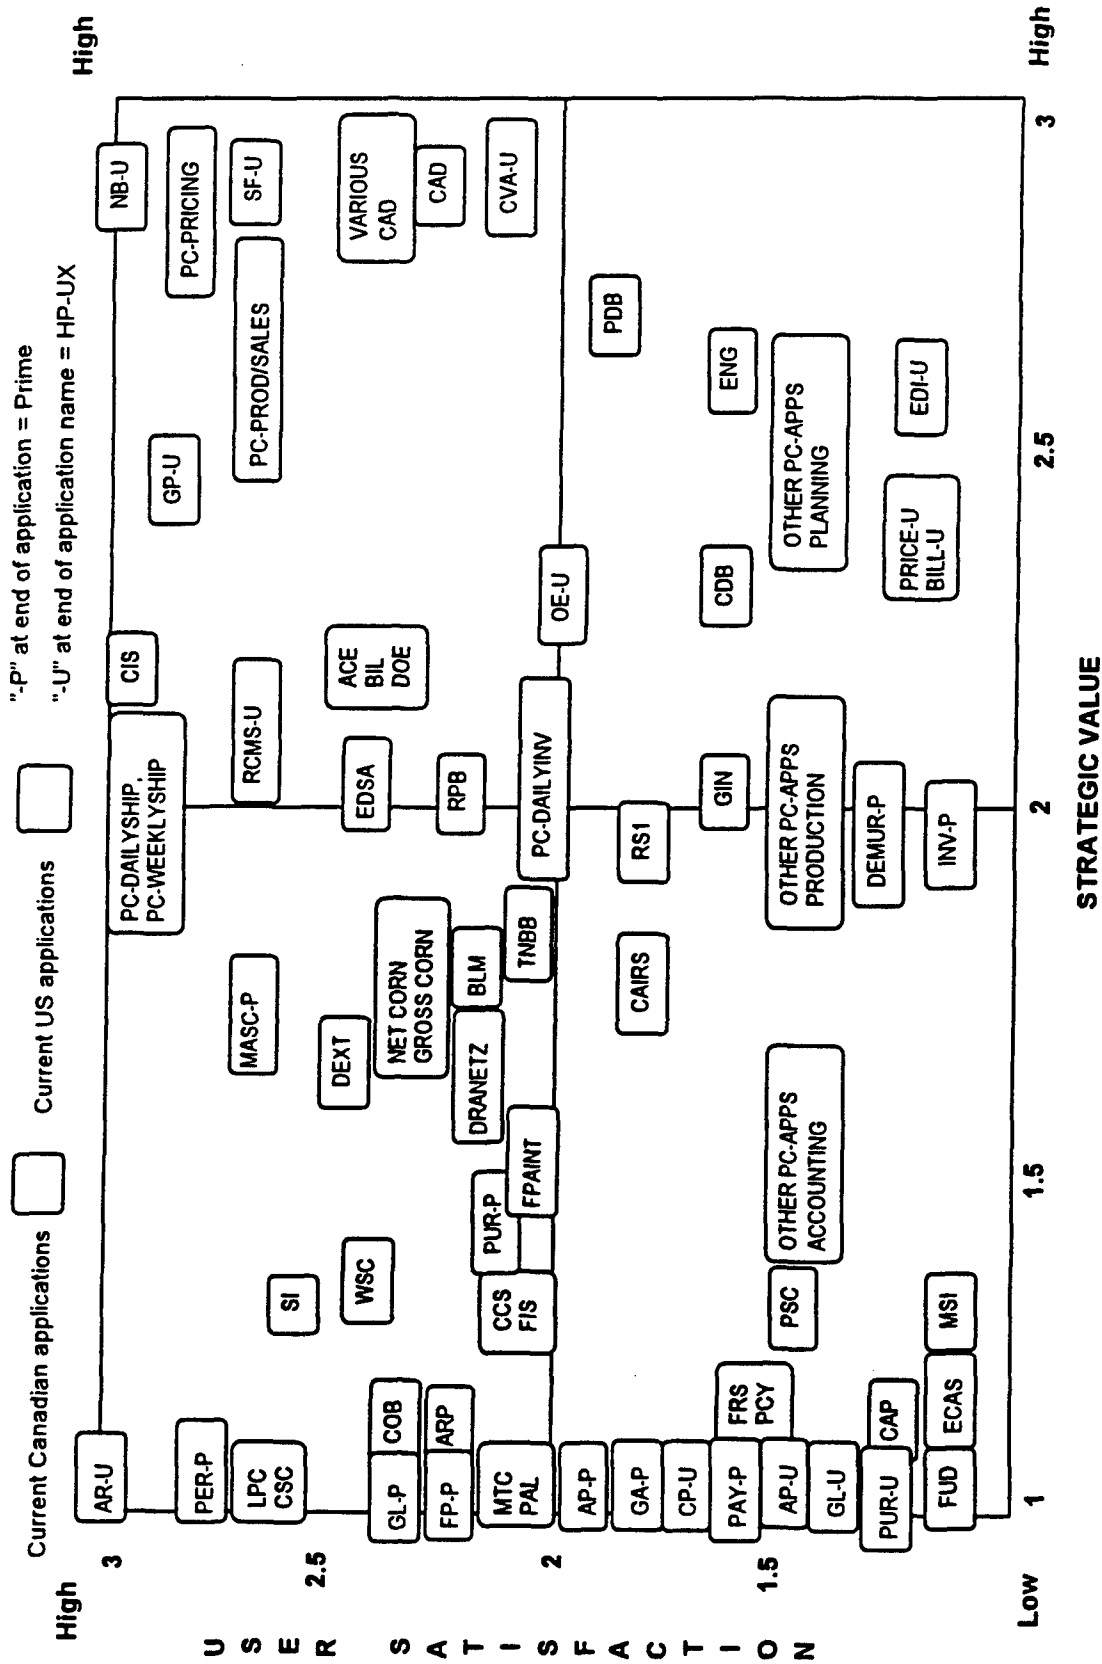 Current Canadian applications
Current US applications
"-P" at end of application = Prime
"-U" at end of application name = HP-UX
High
High
3
AR-U
PC-DAILYSHIP,
PC-WEEKLYSHIP
CIS
NB-U
PER-P
GP-U
PC-PRICING
LPC
CSC
MASC-P
RCMS-U
PC-PROD/SALES
SF-U
2.5
SI
DEXT
WSC
EDSA
ACE
BIL
DOE
VARIOUS
CAD
GL-P
COB
NET CORN
GROSS CORN
CAD
FP-P
ARP
DRANETZ
BLM
RPB
PUR-P
MTC
PAL
CCS
FIS
FPAINT
TNBB
PC-DAILYINV
OE-U
CVA-U
2
AP-P
PDB
GA-P
CAIRS
RS1
CP-U
PAY-P
FRS
PCY
GIN
CDB
ENG
1.5
AP-U
PSC
OTHER PC-APPS
ACCOUNTING
OTHER PC-APPS
PRODUCTION
OTHER PC-APPS
PLANNING
GL-U
PUR-U
CAP
DEMUR-P
PRICE-U
BILL-U
EDI-U
FUD
ECAS
MSI
INV-P
Low
1
1.5
2
2.5
3
High
USER SATISFACTION
STRATEGIC VALUE